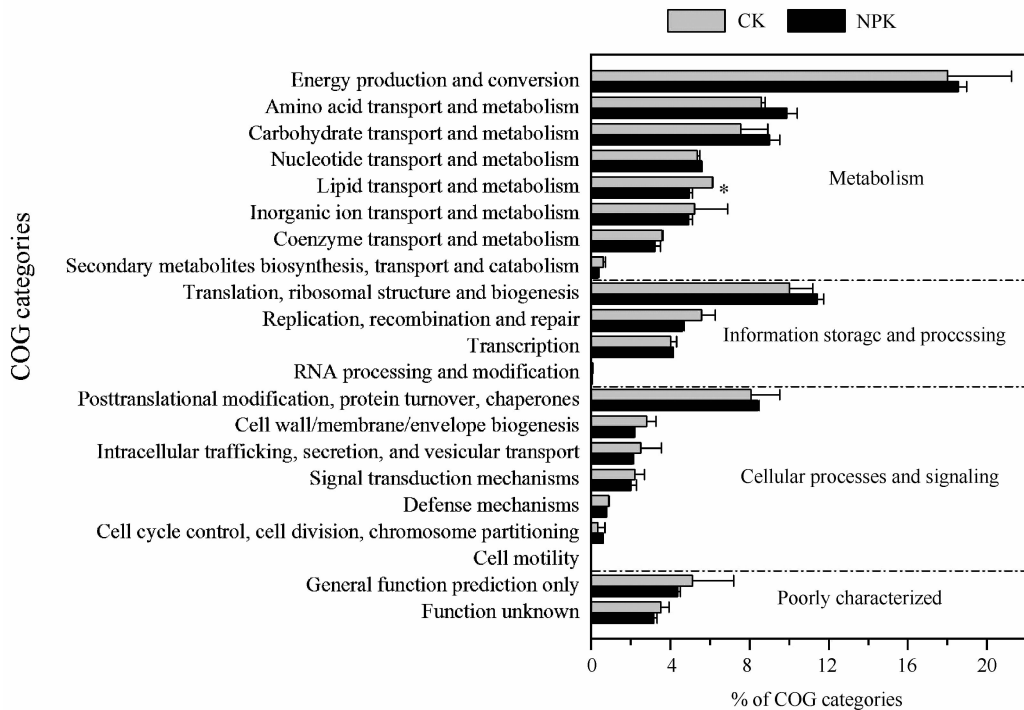 CK NPK
Energy production and conversion
Amino acid transport and metabolism
Carbohydrate transport and metabolism
Nucleotide transport and metabolism
Lipid transport and metabolism
*
Inorganic ion transport and metabolism
Coenzyme transport and metabolism
Secondary metabolites biosynthesis, transport and catabolism
Metabolism
Translation, ribosomal structure and biogenesis
Replication, recombination and repair
Transcription
RNA processing and modification
Information storage and processing
Posttranslational modification, protein turnover, chaperones
Cell wall/membrane/envelope biogenesis
Intracellular trafficking, secretion, and vesicular transport
Signal transduction mechanisms
Defense mechanisms
Cell cycle control, cell division, chromosome partitioning
Cell motility
Cellular processes and signaling
General function prediction only
Function unknown
Poorly characterized
COG categories
0 4 8 12 16 20
% of COG categories